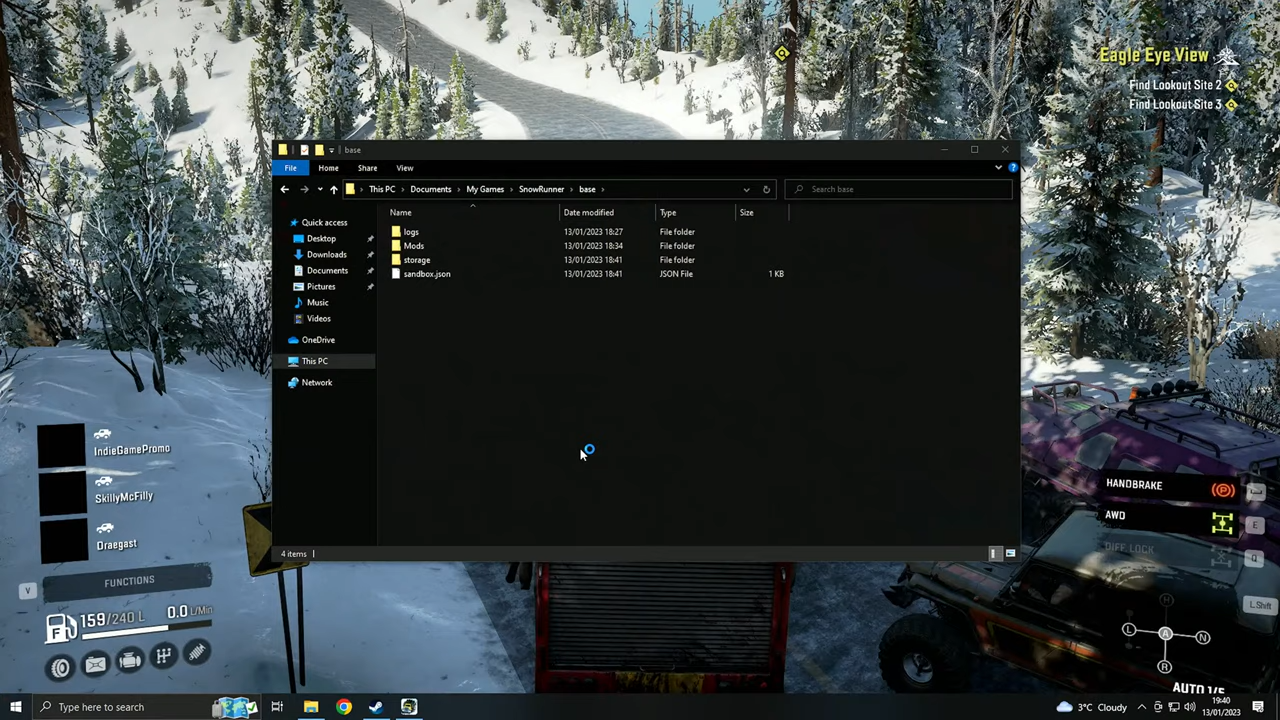 Eagle Eye View
Find Lookout Site 2
Find Lookout Site 3
base
File Home Share View
This PC Documents My Games SnowRunner base
Search base
Name Date modified Type Size
logs 13/01/2023 18:27 File folder
Mods 13/01/2023 18:34 File folder
storage 13/01/2023 18:41 File folder
sandbox.json 13/01/2023 18:41 JSON File 1 KB
Quick access
Desktop
Downloads
Documents
Pictures
Music
Videos
OneDrive
This PC
Network
4 items
IndieGamePromo
SkillyMcFilly
Draegast
V FUNCTIONS
F 159/240 L 0.0 L/Min
HANDBRAKE (P)
AWD E
DIFF LOCK Q
L.Shift
H
L A N
R
AUTO 1/5
Type here to search
3°C Cloudy
19:40
13/01/2023